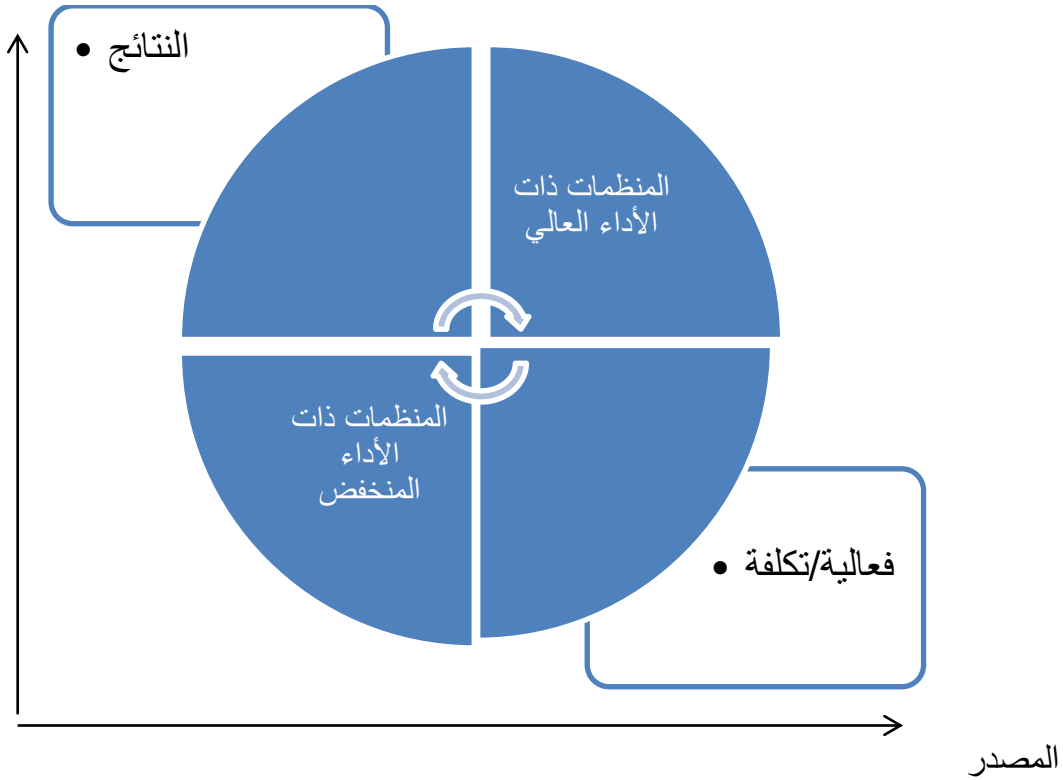 النتائج •
المنظمات ذات
الأداء العالي
المنظمات ذات
الأداء
المنخفض
فعالية/تكلفة •
المصدر